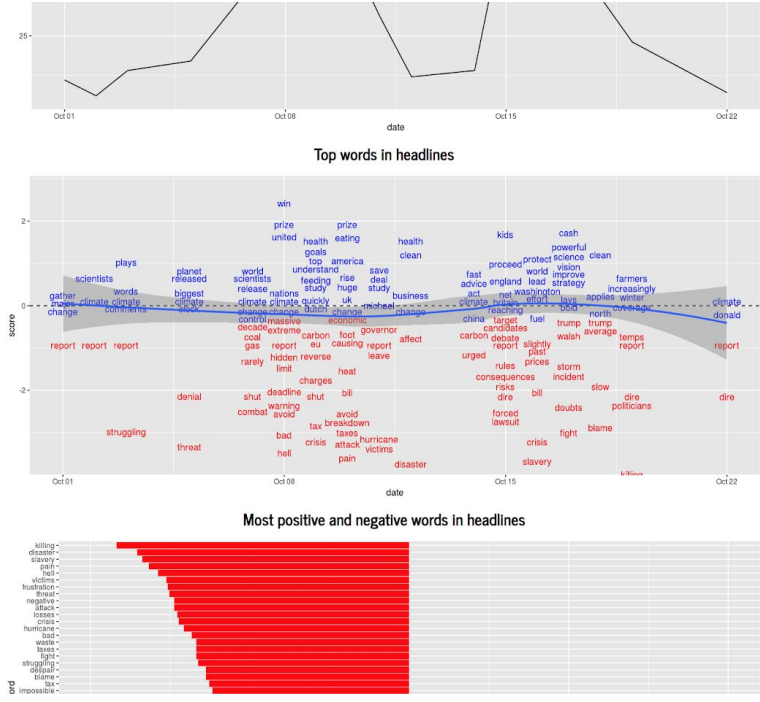 25
Oct 01 Oct 08 Oct 15 Oct 22
date
Top words in headlines
win
prize prize
united eating kids cash
health health
goals clean powerful
plays top america protect science clean
understand proceed vision
planet world save fast world improve
scientists released scientists feeding rise deal advice england lead strategy farmers
study huge study washington increasingly
gather words biggest nations business act net effort applies winter
climate climate climate climate climate quickly uk climate britain lays climate
michael
change comments change change dutch change change reaching bold north coverage donald
control massive economic china target fuel trump trump
decade extreme governor candidates average
coal carbon foot affect carbon debate walsh temps
report report report gas report eu causing report report slightly report report
hidden reverse leave urged past
rarely limit prices
heat rules storm
charges consequences incident
risks slow
denial shut deadline shut bill dire bill dire dire
warning politicians
combat avoid avoid forced doubts
breakdown lawsuit
struggling tax taxes blame
bad hurricane fight
threat crisis attack crisis
hell victims
pain slavery
disaster
killing
2
0
-2
score
Oct 01 Oct 08 Oct 15 Oct 22
date
Most positive and negative words in headlines
killing
disaster
slavery
pain
hell
victims
frustration
threat
negative
attack
losses
crisis
hurricane
bad
waste
taxes
fight
struggling
despair
blame
tax
impossible
ord